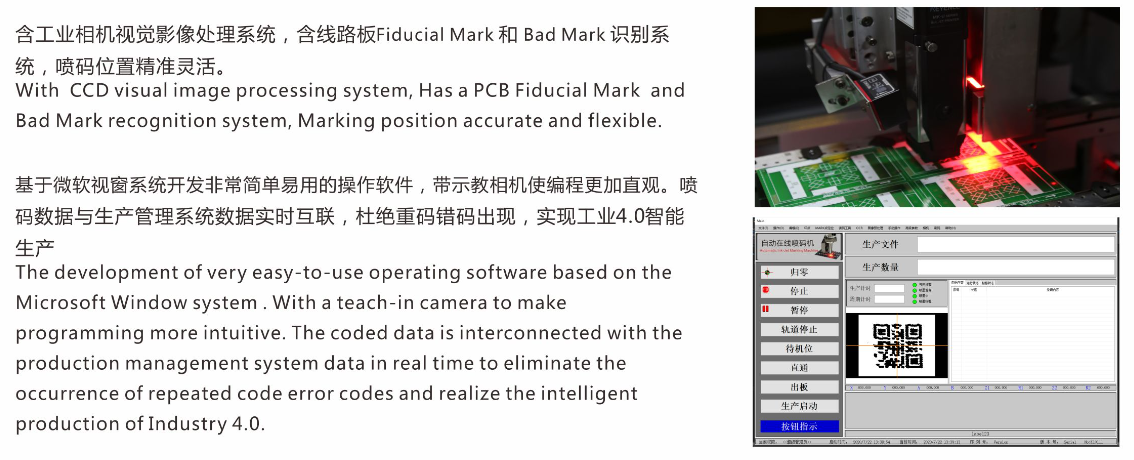 含工业相机视觉影像处理系统，含线路板Fiducial Mark 和 Bad Mark 识别系
统，喷码位置精准灵活。
With CCD visual image processing system, Has a PCB Fiducial Mark and
Bad Mark recognition system, Marking position accurate and flexible.
基于微软视窗系统开发非常简单易用的操作软件，带示教相机使编程更加直观。喷
码数据与生产管理系统数据实时互联，杜绝重码错码出现，实现工业4.0智能
生产
The development of very easy-to-use operating software based on the
Microsoft Window system . With a teach-in camera to make
programming more intuitive. The coded data is interconnected with the
production management system data in real time to eliminate the
occurrence of repeated code error codes and realize the intelligent
production of Industry 4.0.
自动在线喷码机
生产文件
生产数量
归零
停止
暂停
轨道停止
待机位
直通
出板
生产启动
按钮指示
生产计时